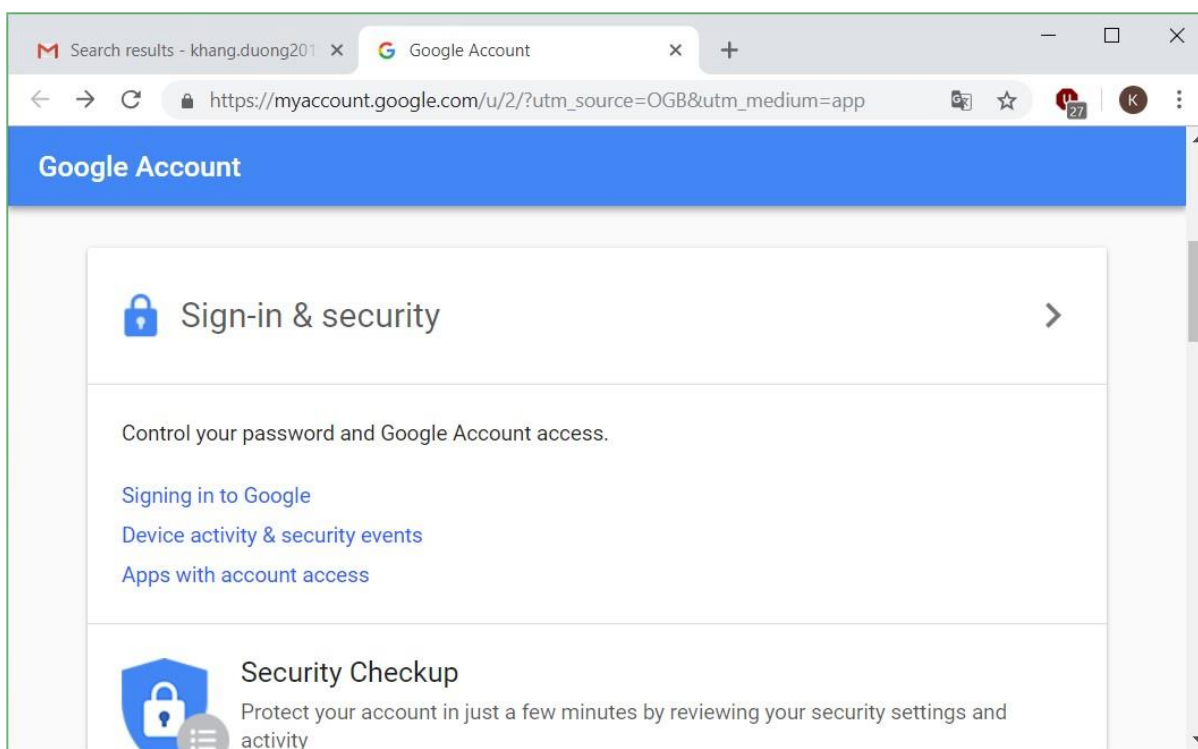 Search results - khang.duong201
Google Account
https://myaccount.google.com/u/2/?utm_source=OGB&utm_medium=app
27
K
Google Account
Sign-in & security
Control your password and Google Account access.
Signing in to Google
Device activity & security events
Apps with account access
Security Checkup
Protect your account in just a few minutes by reviewing your security settings and
activity